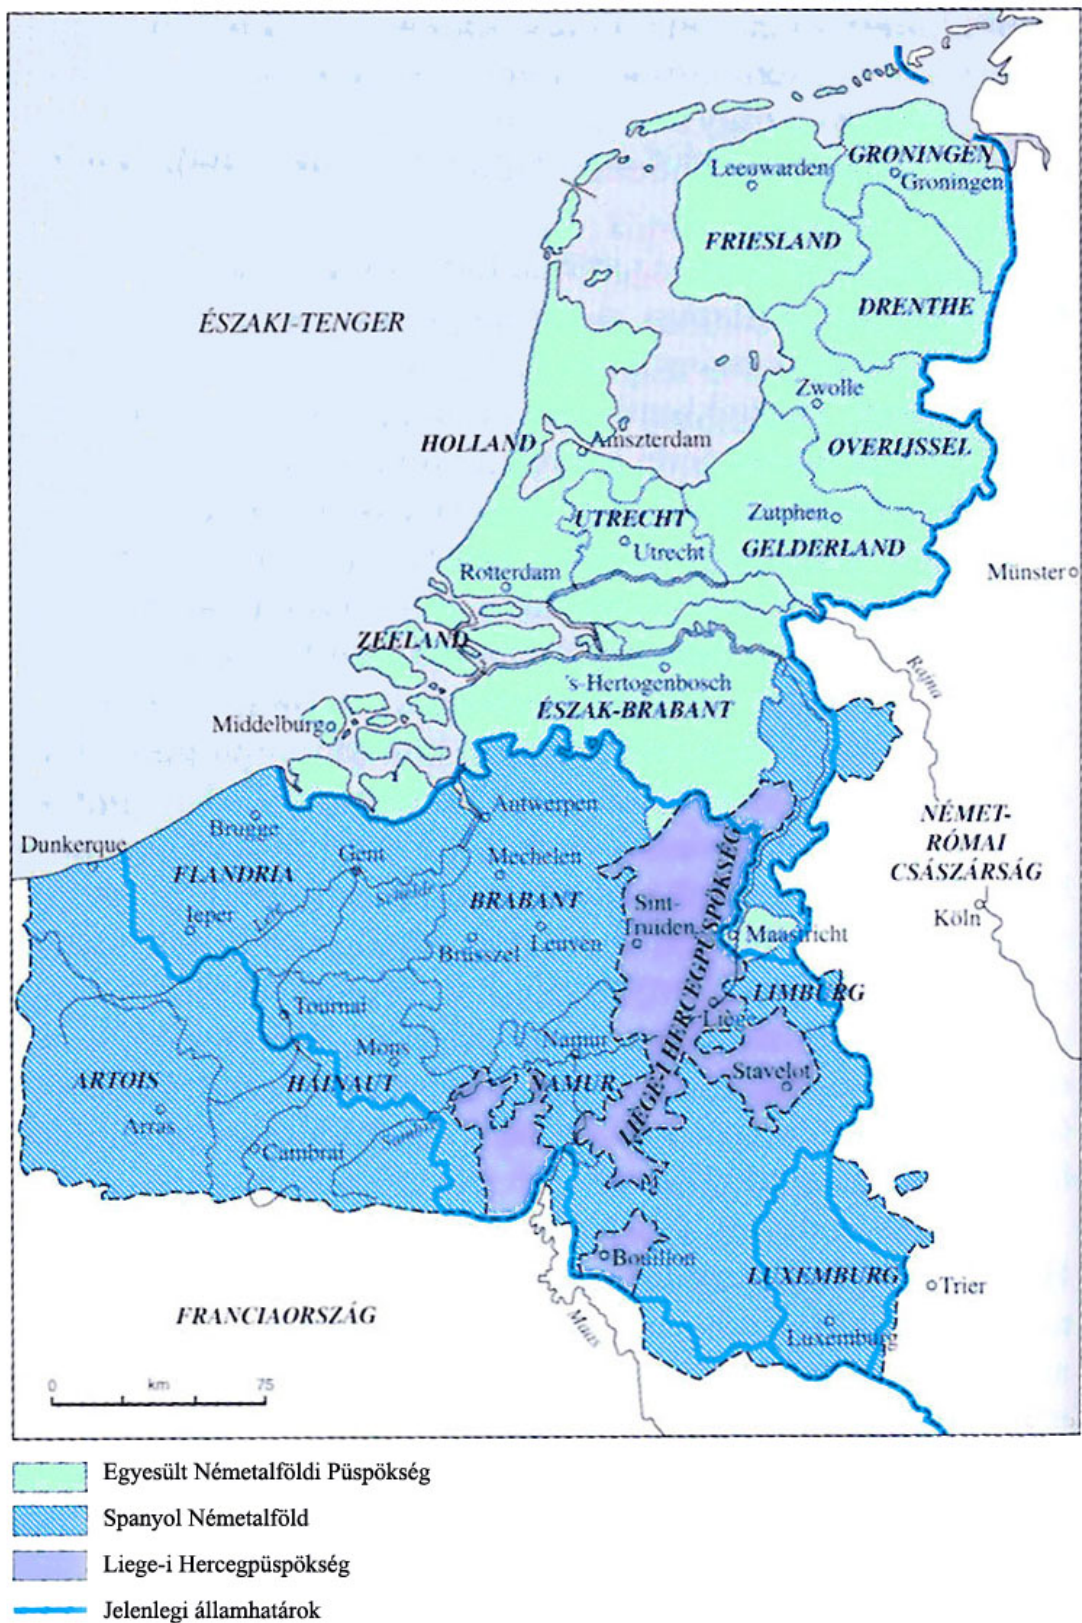 GRONINGEN
Leeuwarden
Groningen
FRIESLAND
DRENTHE
ÉSZAKI-TENGER
Zwolle
HOLLAND
Amszterdam
OVERIJSSEL
UTRECHT
Zutphen
Utrecht
GELDERLAND
Münster
Rotterdam
ZEELAND
Rajna
's-Hertogenbosch
ÉSZAK-BRABANT
Middelburg
Antwerpen
Brugge
NÉMET-
RÓMAI
CSÁSZÁRSÁG
Dunkerque
Gent
Mechelen
FLANDRIA
Schelde
BRABANT
Sint-
Truiden
LIEGE-I HERCEGPÜSPÖKSÉG
Köln
Ieper
Leie
Leuven
Maastricht
Brüsszel
LIMBURG
Tournai
Liège
Mons
Namur
Stavelot
ARTOIS
HAINAUT
NAMUR
Arras
Sambre
Cambrai
Bouillon
LUXEMBURG
Trier
FRANCIAORSZÁG
Maas
Luxemburg
0 km 75
Egyesült Németalföldi Püspökség
Spanyol Németalföld
Liege-i Hercegpüspökség
Jelenlegi államhatárok